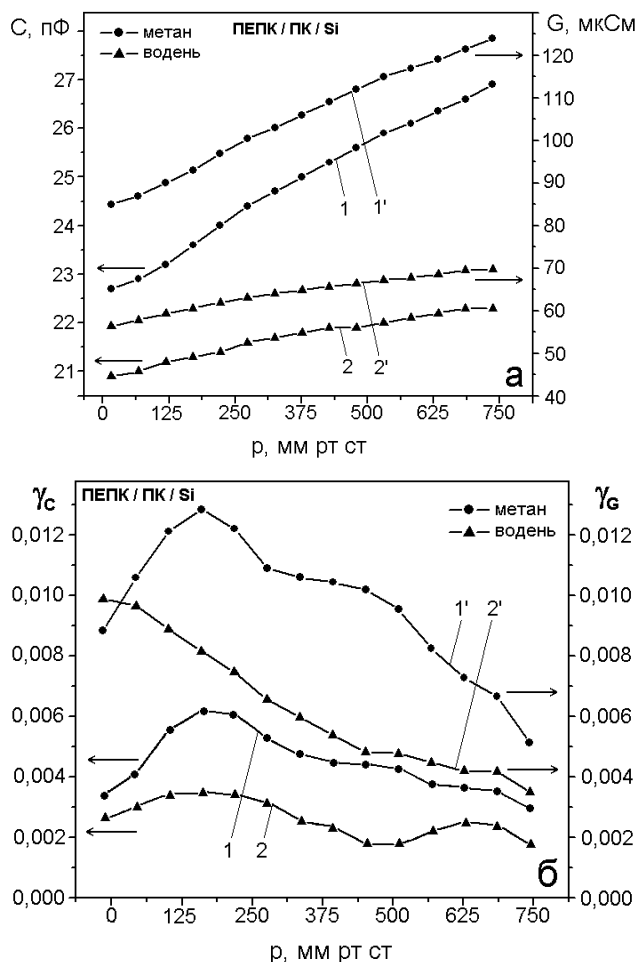 C, пФ
ПЕПК / ПК / Si
G, мкСм
метан
водень
27
26
25
24
23
22
21
120
110
100
90
80
70
60
50
40
1
1'
2
2'
а
0 125 250 375 500 625 750
p, мм рт ст
γC
ПЕПК / ПК / Si
γG
метан
водень
0,012
0,010
0,008
0,006
0,004
0,002
0,000
0,012
0,010
0,008
0,006
0,004
0,002
0,000
1'
2'
1
2
б
0 125 250 375 500 625 750
p, мм рт ст